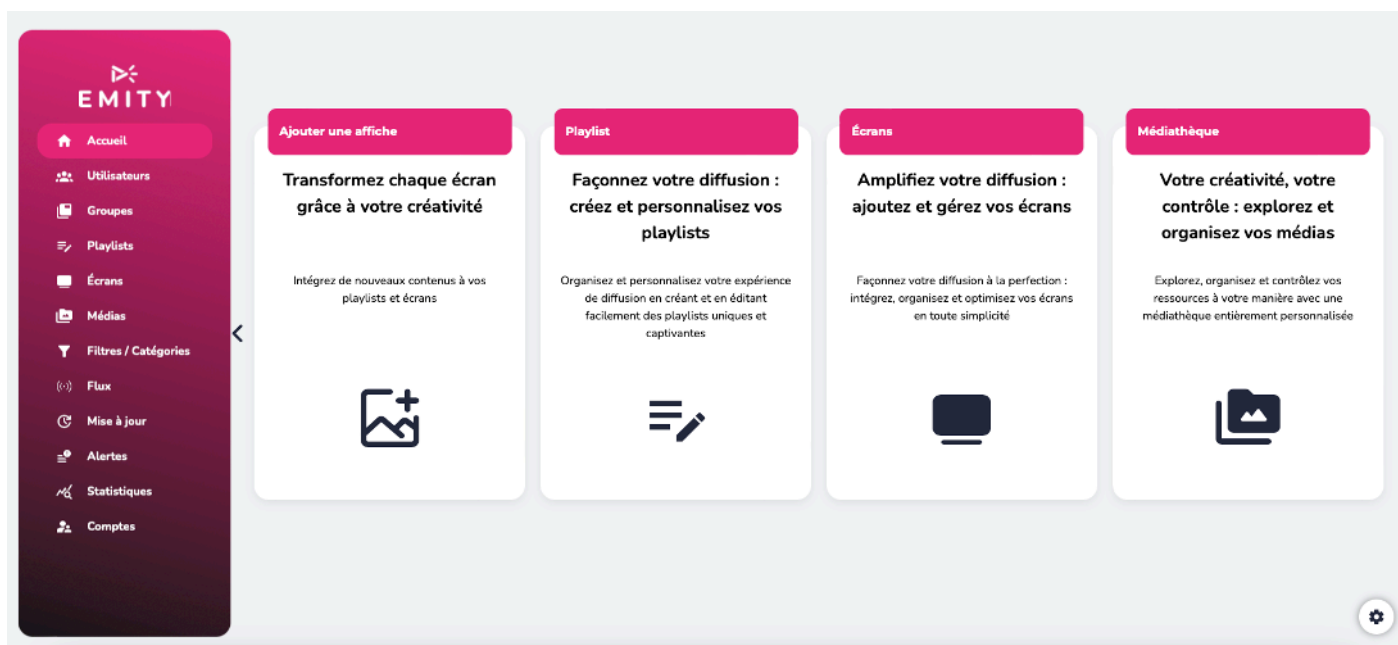 EMITY
Accueil
Utilisateurs
Groupes
Playlists
Écrans
Médias
Filtres / Catégories
Flux
Mise à jour
Alertes
Statistiques
Comptes
Ajouter une affiche
Transformez chaque écran
grâce à votre créativité
Intégrez de nouveaux contenus à vos
playlists et écrans
Playlist
Façonnez votre diffusion :
créez et personnalisez vos
playlists
Organisez et personnalisez votre expérience
de diffusion en créant et en éditant
facilement des playlists uniques et
captivantes
Écrans
Amplifiez votre diffusion :
ajoutez et gérez vos écrans
Façonnez votre diffusion à la perfection :
intégrez, organisez et optimisez vos écrans
en toute simplicité
Médiathèque
Votre créativité, votre
contrôle : explorez et
organisez vos médias
Explorez, organisez et contrôlez vos
ressources à votre manière avec une
médiathèque entièrement personnalisée